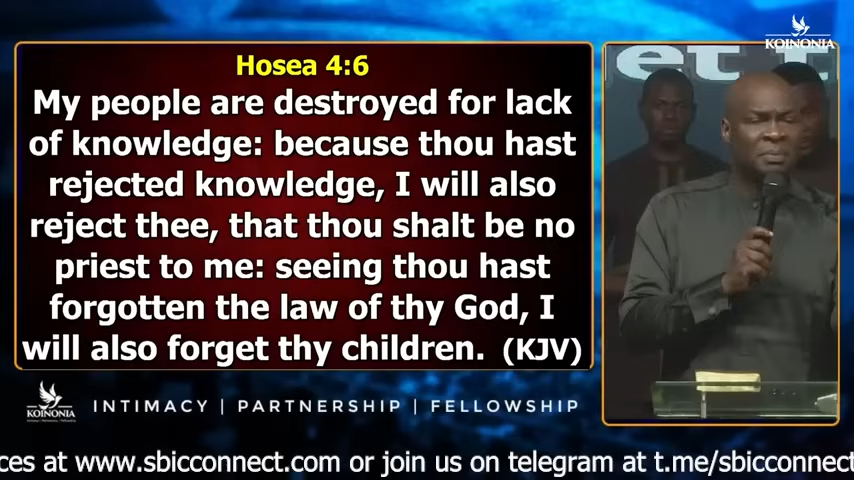 KOINONIA
et t
Hosea 4:6
My people are destroyed for lack
of knowledge: because thou hast
rejected knowledge, I will also
reject thee, that thou shalt be no
priest to me: seeing thou hast
forgotten the law of thy God, I
will also forget thy children. (KJV)
KOINONIA
INTIMACY | PARTNERSHIP | FELLOWSHIP
ces at www.sbicconnect.com or join us on telegram at t.me/sbicconnect